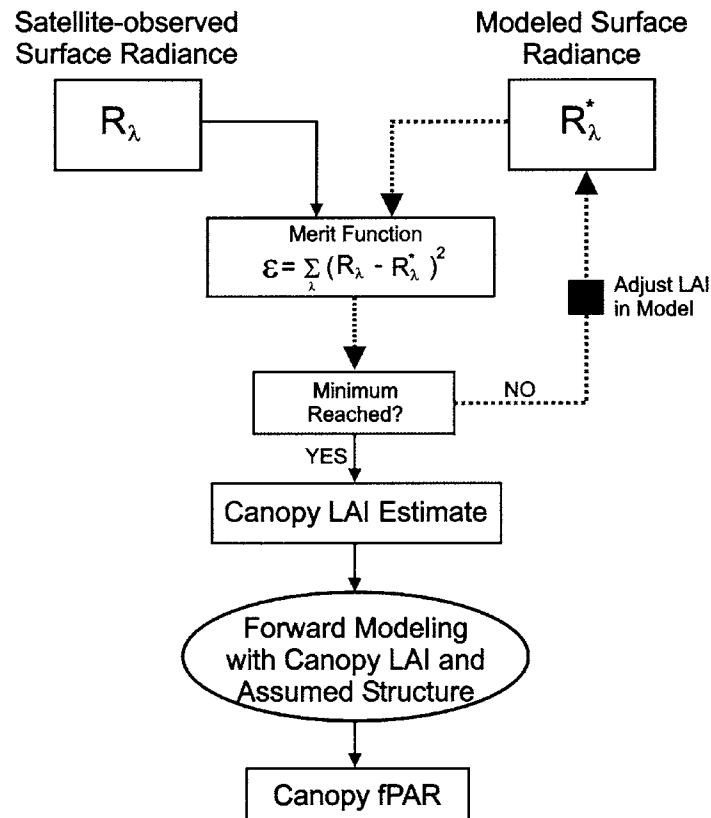 Satellite-observed
Surface Radiance
Modeled Surface
Radiance
Rλ
R*λ
Merit Function
ε = Σλ (Rλ - R*λ)²
Adjust LAI
in Model
Minimum
Reached?
NO
YES
Canopy LAI Estimate
Forward Modeling
with Canopy LAI and
Assumed Structure
Canopy fPAR